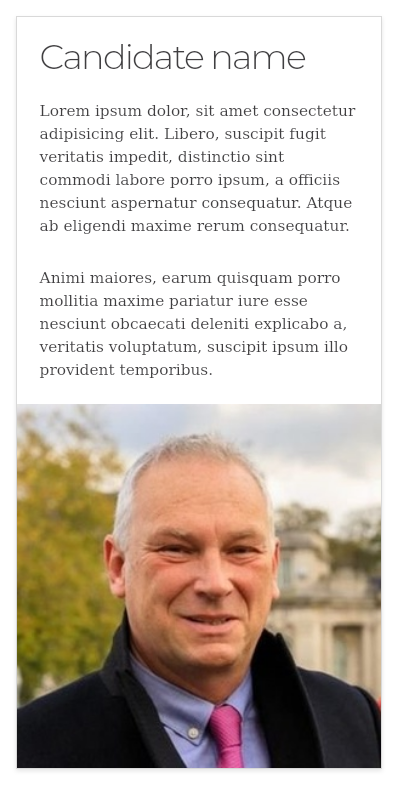 Candidate name
Lorem ipsum dolor, sit amet consectetur
adipisicing elit. Libero, suscipit fugit
veritatis impedit, distinctio sint
commodi labore porro ipsum, a officiis
nesciunt aspernatur consequatur. Atque
ab eligendi maxime rerum consequatur.
Animi maiores, earum quisquam porro
mollitia maxime pariatur iure esse
nesciunt obcaecati deleniti explicabo a,
veritatis voluptatum, suscipit ipsum illo
provident temporibus.